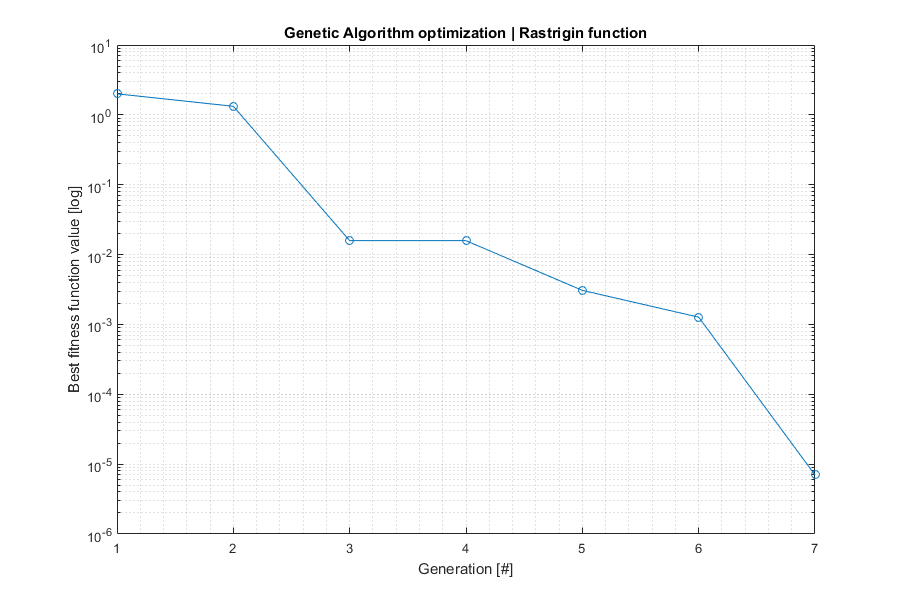 Genetic Algorithm optimization | Rastrigin function
10^1
10^0
10^-1
10^-2
10^-3
10^-4
10^-5
10^-6
Best fitness function value [log]
1 2 3 4 5 6 7
Generation [#]